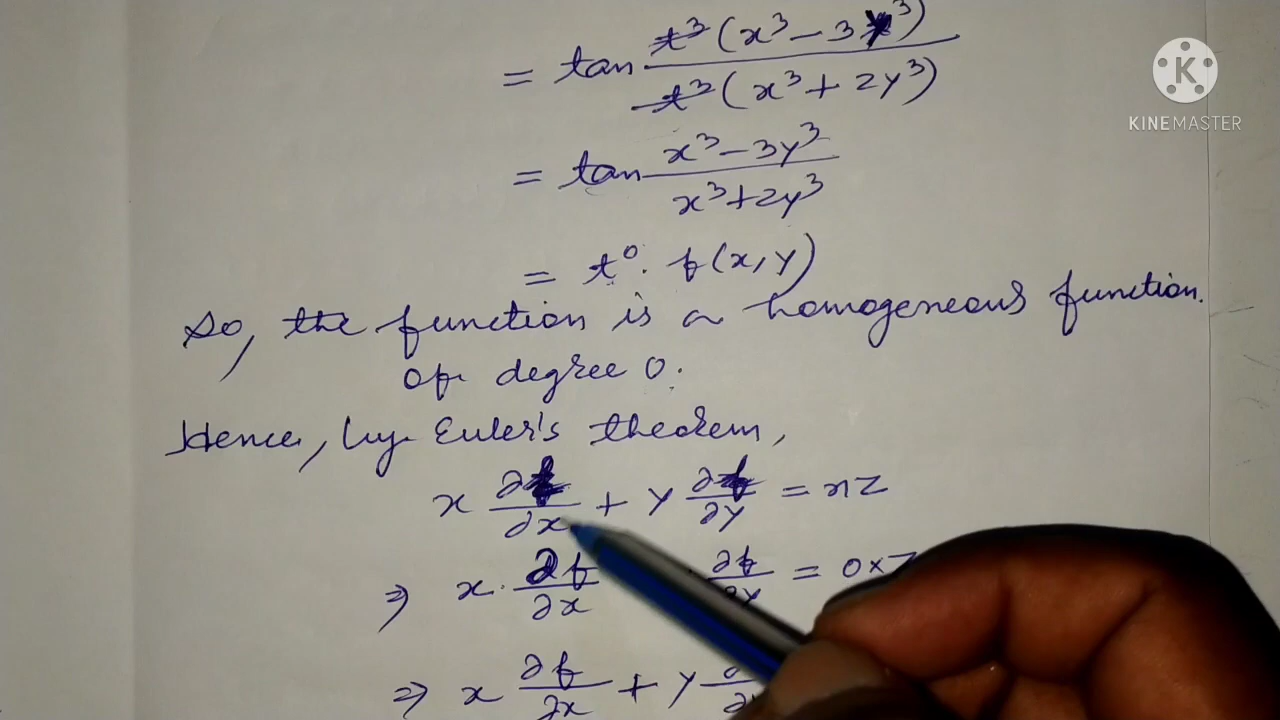 = tan t³(x³ - 3y³) / t³(x³ + 2y³)
KINEMASTER
= tan x³ - 3y³ / x³ + 2y³
= t⁰. f(x, y)
So, the function is a homogeneous function.
of degree 0.
Hence, by Euler's theorem,
x ∂f/∂x + y ∂f/∂y = nz
⇒ x. ∂f/∂x ∂f/∂y = 0×Z
⇒ x ∂f/∂x + y